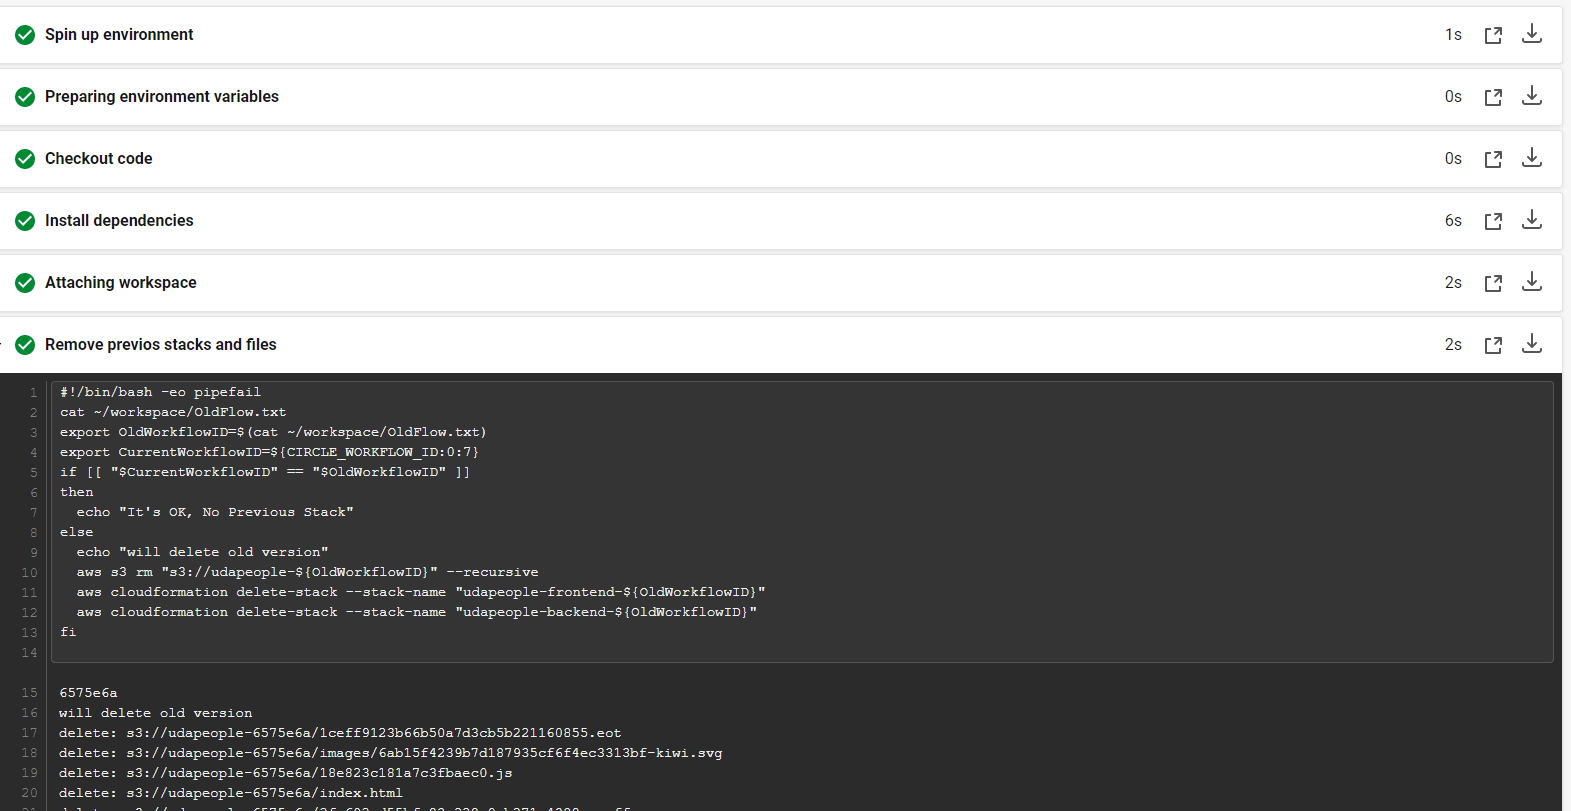 Spin up environment 1s
Preparing environment variables 0s
Checkout code 0s
Install dependencies 6s
Attaching workspace 2s
Remove previos stacks and files 2s
1 #!/bin/bash -eo pipefail
2 cat ~/workspace/OldFlow.txt
3 export OldWorkflowID=$(cat ~/workspace/OldFlow.txt)
4 export CurrentWorkflowID=${CIRCLE_WORKFLOW_ID:0:7}
5 if [[ "$CurrentWorkflowID" == "$OldWorkflowID" ]]
6 then
7 echo "It's OK, No Previous Stack"
8 else
9 echo "will delete old version"
10 aws s3 rm "s3://udapeople-${OldWorkflowID}" --recursive
11 aws cloudformation delete-stack --stack-name "udapeople-frontend-${OldWorkflowID}"
12 aws cloudformation delete-stack --stack-name "udapeople-backend-${OldWorkflowID}"
13 fi
14
15 6575e6a
16 will delete old version
17 delete: s3://udapeople-6575e6a/1ceff9123b66b50a7d3cb5b221160855.eot
18 delete: s3://udapeople-6575e6a/images/6ab15f4239b7d187935cf6f4ec3313bf-kiwi.svg
19 delete: s3://udapeople-6575e6a/18e823c181a7c3fbaec0.js
20 delete: s3://udapeople-6575e6a/index.html